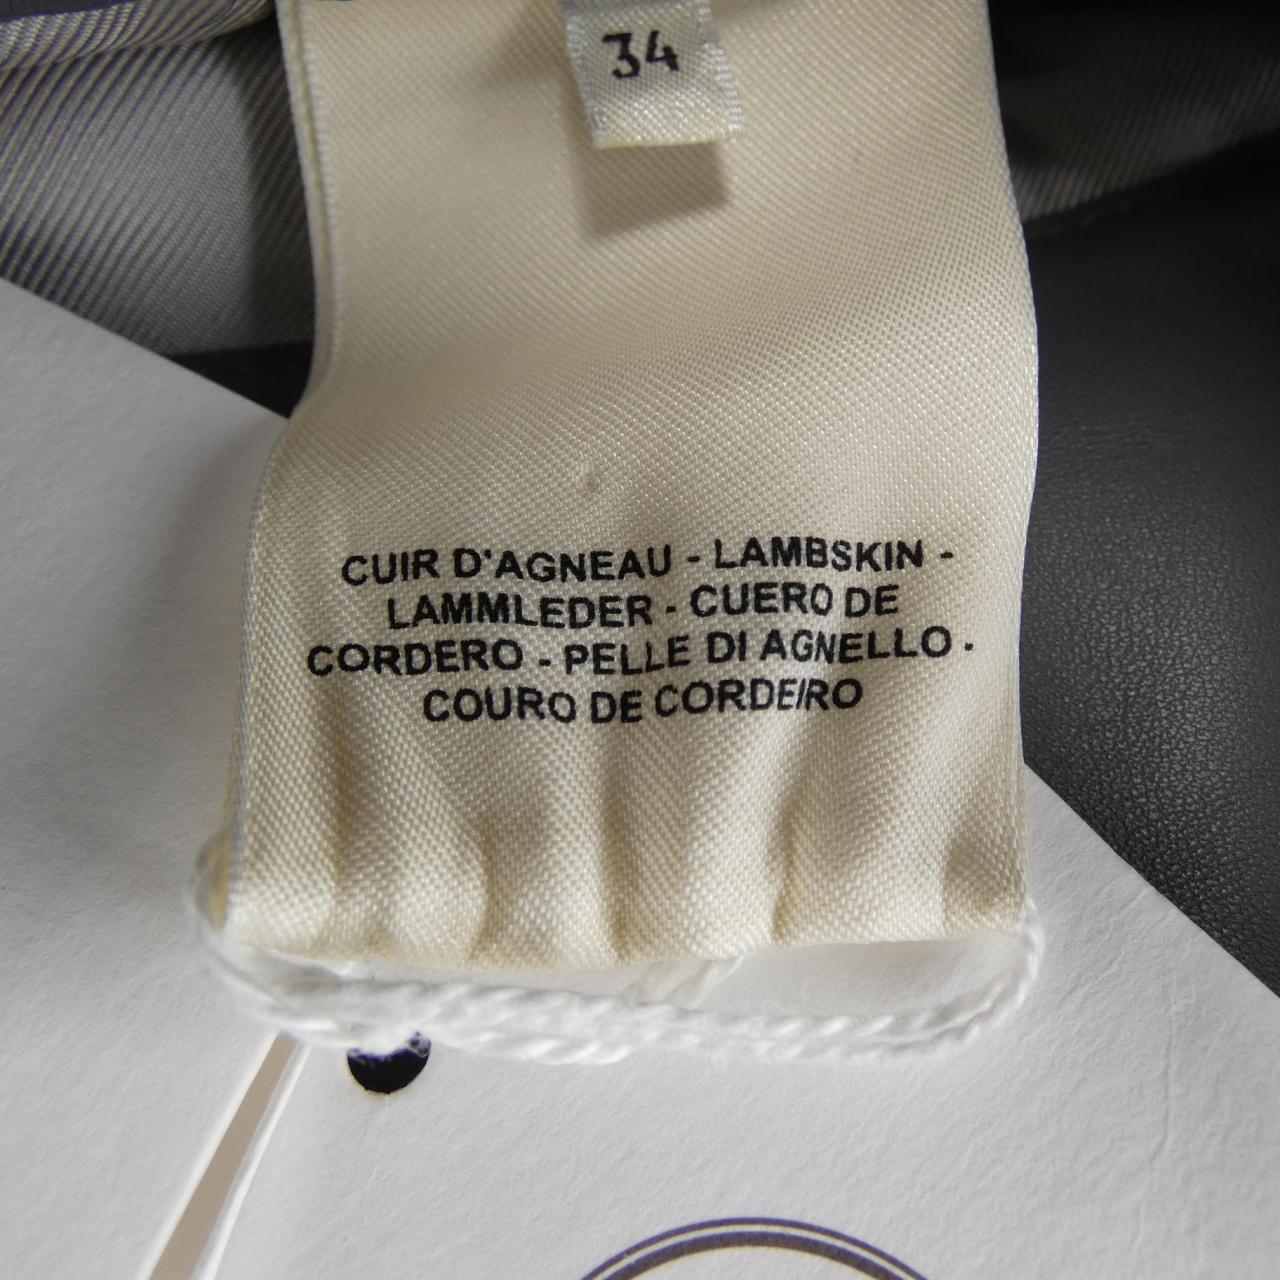 34
CUIR D'AGNEAU - LAMBSKIN -
LAMMLEDER - CUERO DE
CORDERO - PELLE DI AGNELLO -
COURO DE CORDEIRO